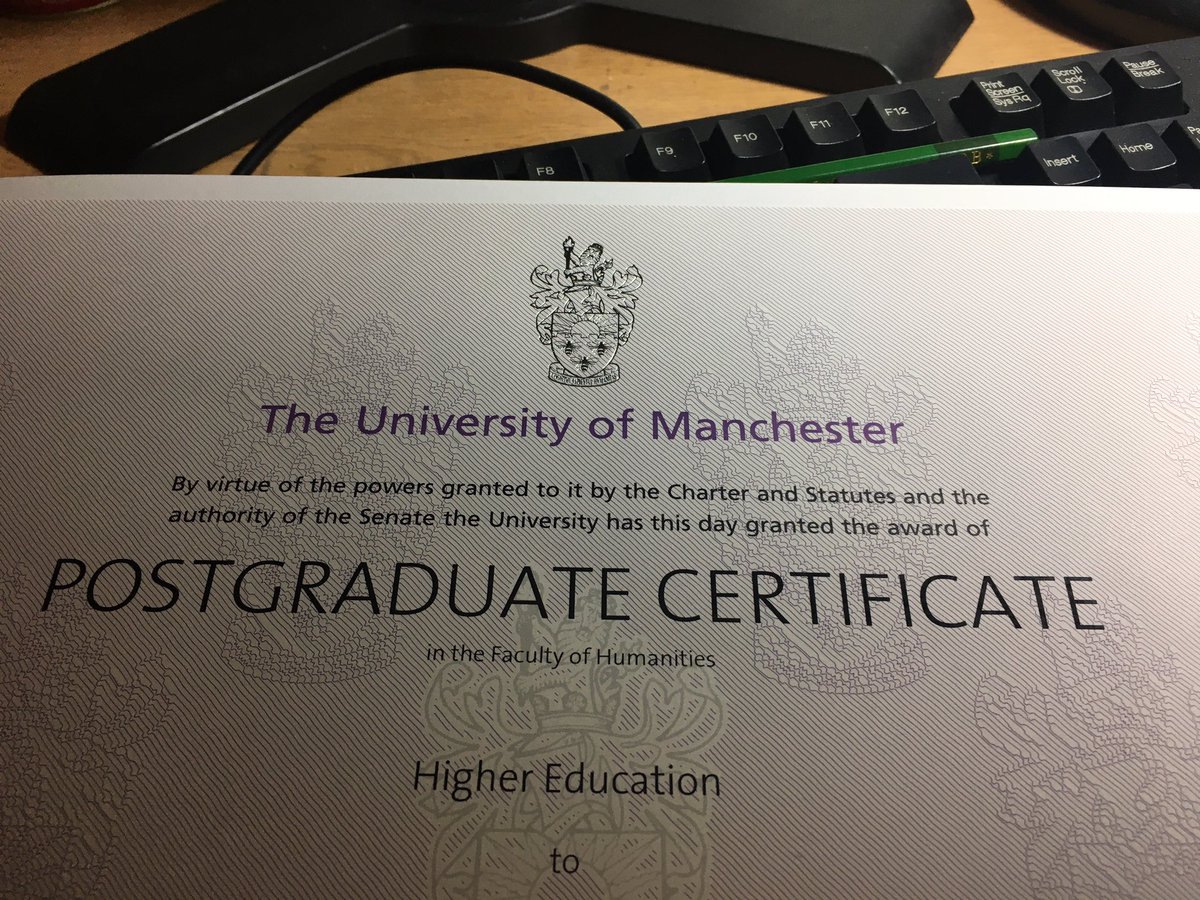 Pause
Break
Scroll
Lock
Print
Screen
Sys Rq
F12
F11
F10
F9
F8
Home
Insert
B
The University of Manchester
By virtue of the powers granted to it by the Charter and Statutes and the
authority of the Senate the University has this day granted the award of
POSTGRADUATE CERTIFICATE
in the Faculty of Humanities
Higher Education
to